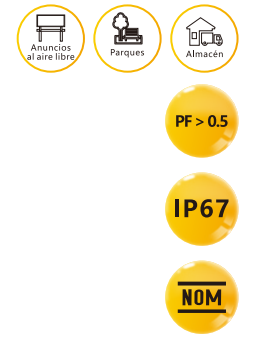 Anuncios
al aire libre
Parques
Almacén
PF > 0.5
IP67
NOM